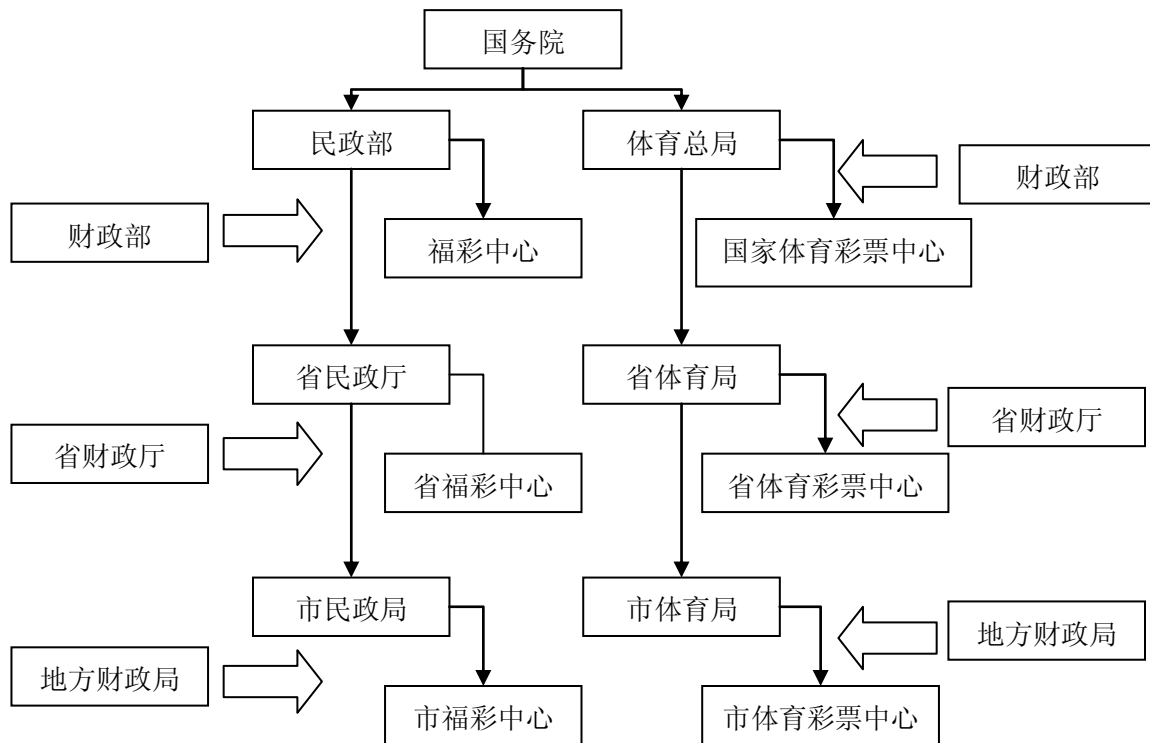 国务院
民政部
体育总局
财政部
财政部
福彩中心
国家体育彩票中心
省民政厅
省体育局
省财政厅
省财政厅
省福彩中心
省体育彩票中心
市民政局
市体育局
地方财政局
地方财政局
市福彩中心
市体育彩票中心